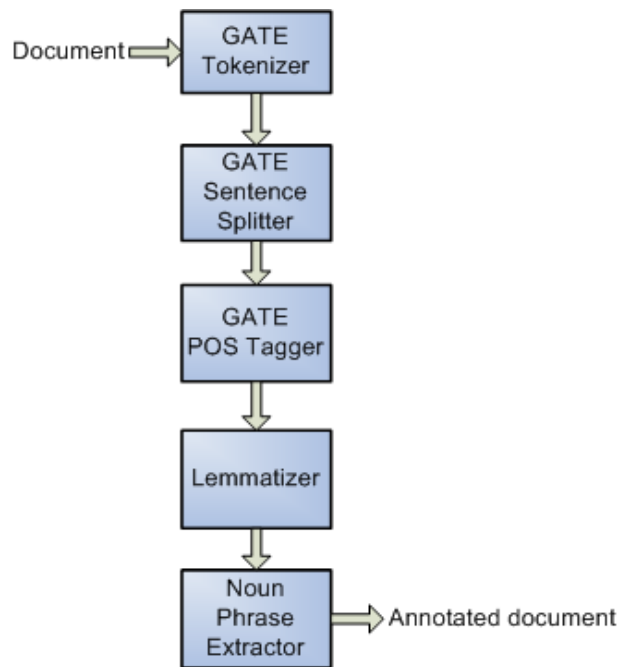 Document
GATE
Tokenizer
GATE
Sentence
Splitter
GATE
POS Tagger
Lemmatizer
Noun
Phrase
Extractor
Annotated document